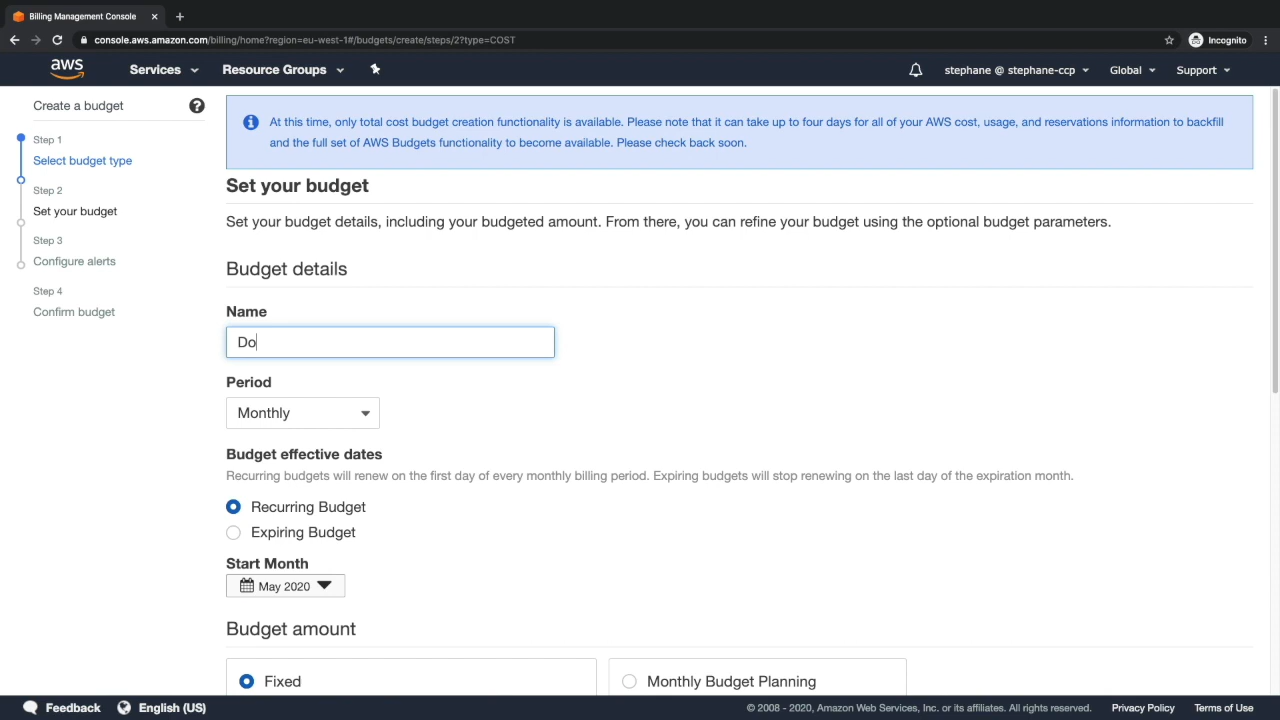 Billing Management Console
console.aws.amazon.com/billing/home?region=eu-west-1#/budgets/create/steps/2?type=COST
Incognito
aws
Services
Resource Groups
stephane @ stephane-ccp
Global
Support
Create a budget
Step 1
Select budget type
Step 2
Set your budget
Step 3
Configure alerts
Step 4
Confirm budget
At this time, only total cost budget creation functionality is available. Please note that it can take up to four days for all of your AWS cost, usage, and reservations information to backfill
and the full set of AWS Budgets functionality to become available. Please check back soon.
Set your budget
Set your budget details, including your budgeted amount. From there, you can refine your budget using the optional budget parameters.
Budget details
Name
Do
Period
Monthly
Budget effective dates
Recurring budgets will renew on the first day of every monthly billing period. Expiring budgets will stop renewing on the last day of the expiration month.
Recurring Budget
Expiring Budget
Start Month
May 2020
Budget amount
Fixed
Monthly Budget Planning
Feedback
English (US)
© 2008 - 2020, Amazon Web Services, Inc. or its affiliates. All rights reserved.
Privacy Policy
Terms of Use